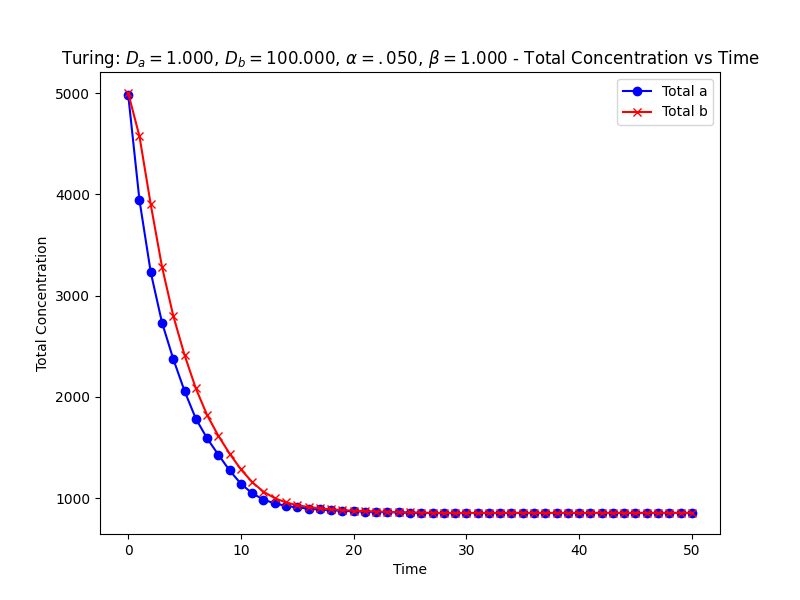 Turing: $D_a = 1.000$, $D_b = 100.000$, $\alpha = .050$, $\beta = 1.000$ - Total Concentration vs Time
Total a
Total b
5000
4000
3000
2000
1000
Total Concentration
0
10
20
30
40
50
Time